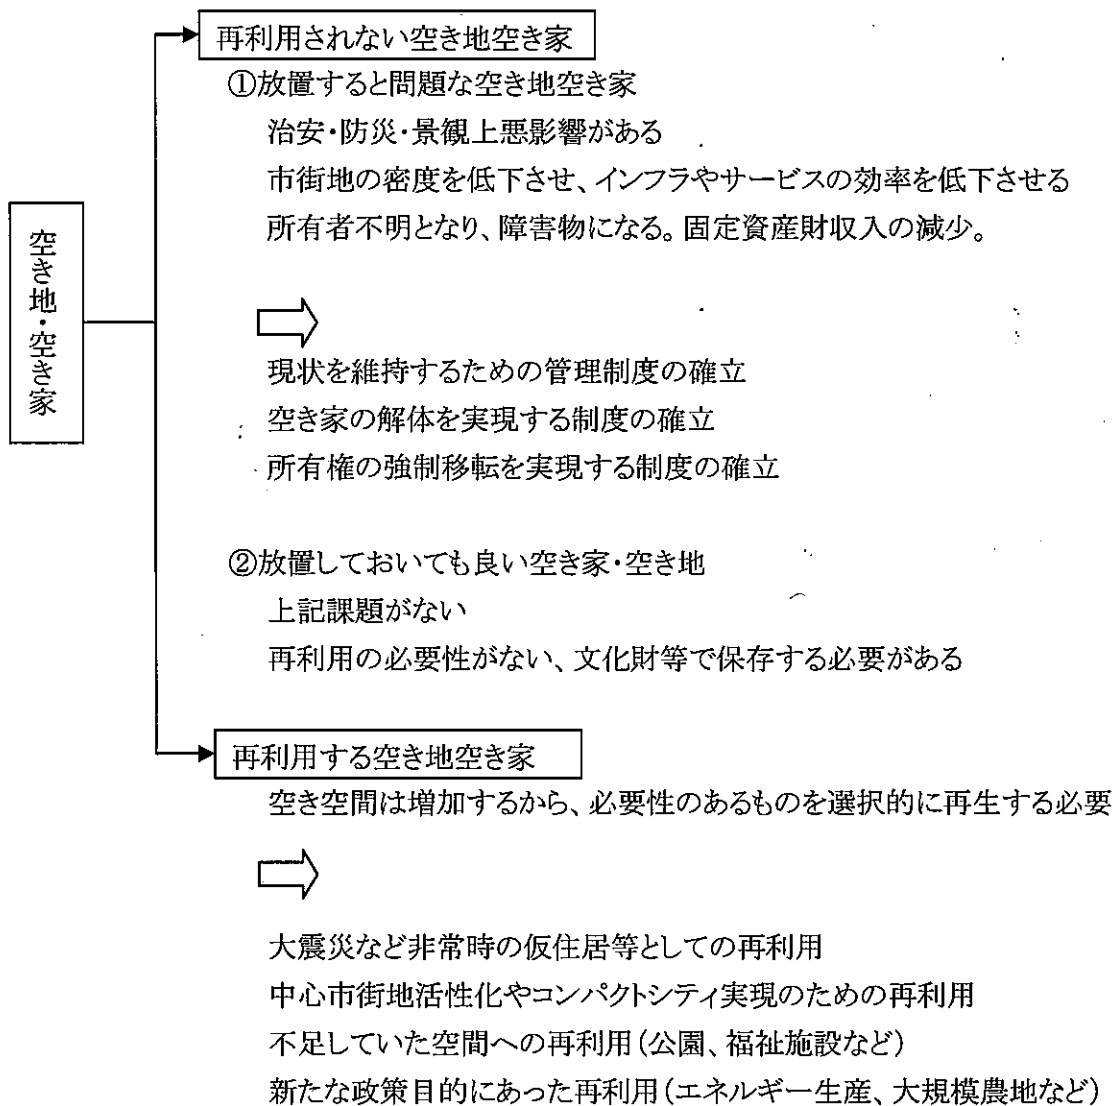 空き地・空き家
再利用されない空き地空き家
①放置すると問題な空き地空き家
治安・防災・景観上悪影響がある
市街地の密度を低下させ、インフラやサービスの効率を低下させる
所有者不明となり、障害物になる。固定資産財収入の減少。
現状を維持するための管理制度の確立
空き家の解体を実現する制度の確立
所有権の強制移転を実現する制度の確立
②放置しておいても良い空き家・空き地
上記課題がない
再利用の必要性がない、文化財等で保存する必要がある
再利用する空き地空き家
空き空間は増加するから、必要性のあるものを選択的に再生する必要
大震災など非常時の仮住居等としての再利用
中心市街地活性化やコンパクトシティ実現のための再利用
不足していた空間への再利用(公園、福祉施設など)
新たな政策目的にあった再利用(エネルギー生産、大規模農地など)